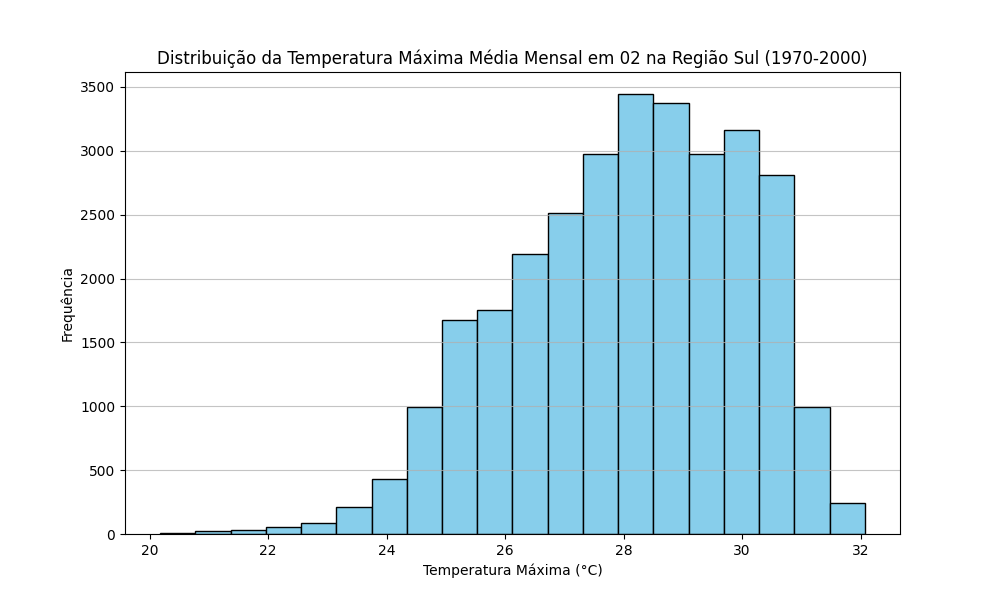 Distribuição da Temperatura Máxima Média Mensal em 02 na Região Sul (1970-2000)
3500
3000
2500
2000
1500
1000
500
0
Frequência
20 22 24 26 28 30 32
Temperatura Máxima (°C)